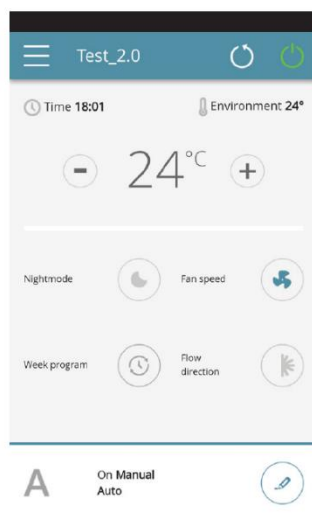 Test_2.0
Time 18:01
Environment 24°
24°C
Nightmode
Fan speed
Week program
Flow
direction
A
On Manual
Auto